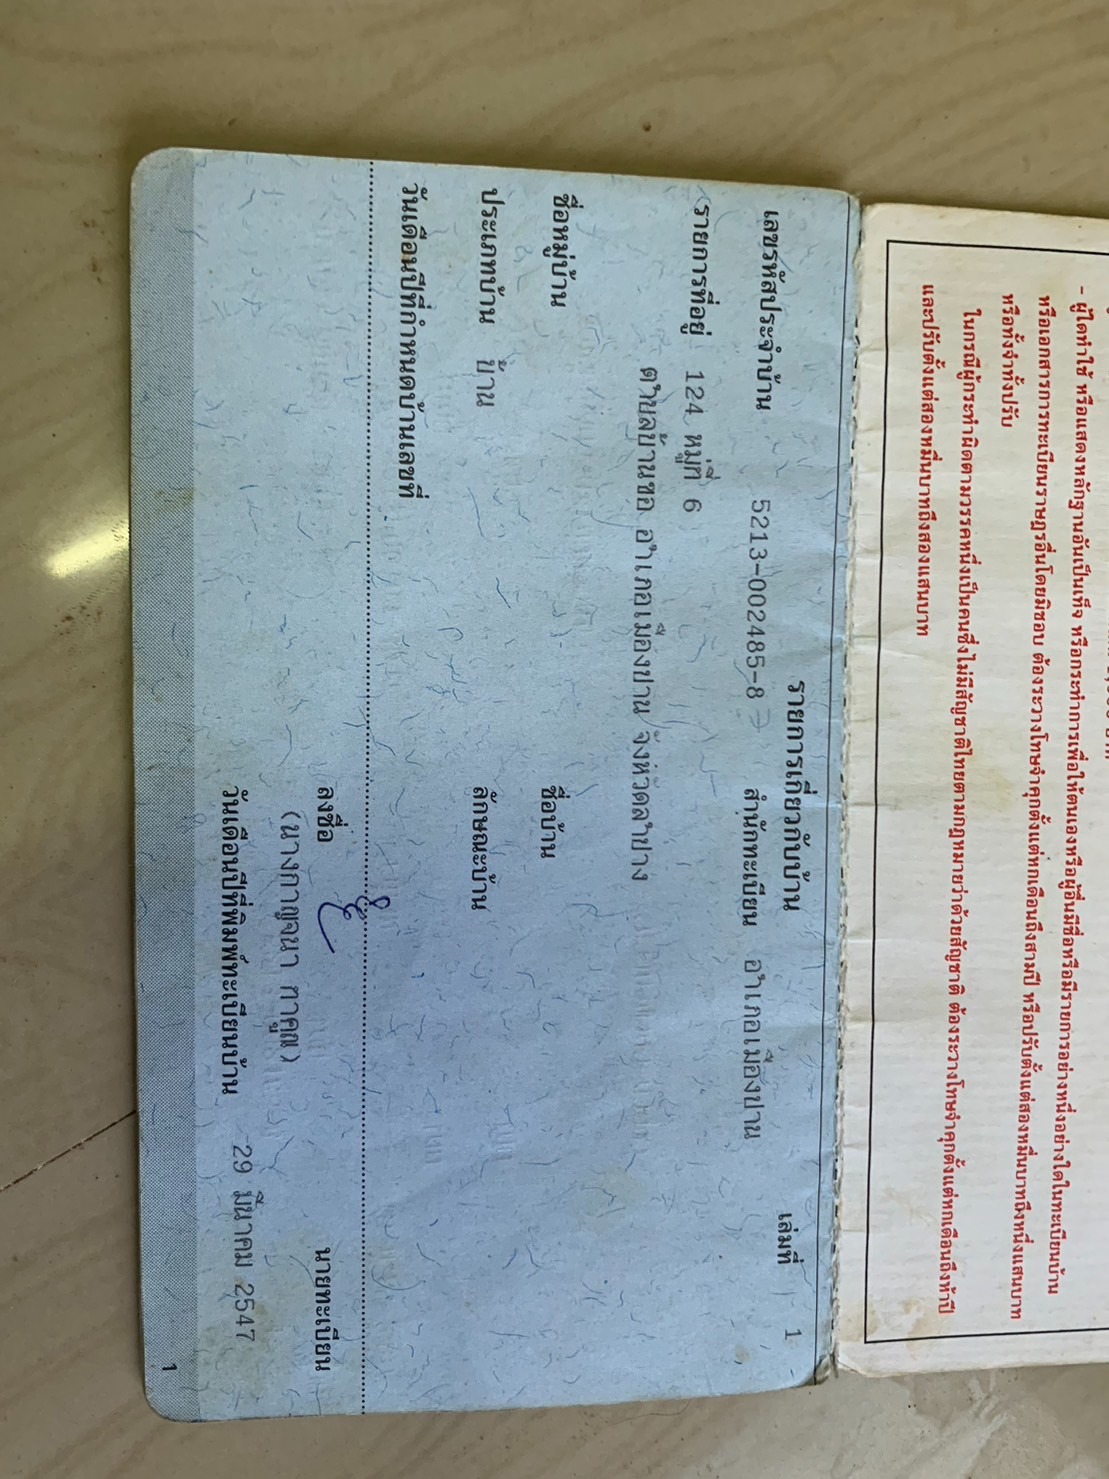 - ผู้ใดทำใช้ หรือแสดงหลักฐานอันเป็นเท็จ หรือกระทำการเพื่อให้ตนเองหรือผู้อื่นมีชื่อหรือมีรายการอย่างหนึ่งอย่างใดในทะเบียนบ้าน
หรือเอกสารการทะเบียนราษฎรอื่นโดยมิชอบ ต้องระวางโทษจำคุกตั้งแต่หกเดือนถึงสามปี หรือปรับตั้งแต่สองหมื่นบาทถึงหนึ่งแสนบาท
หรือทั้งจำทั้งปรับ
ในกรณีผู้กระทำผิดตามวรรคหนึ่งเป็นคนซึ่งไม่มีสัญชาติไทยตามกฎหมายว่าด้วยสัญชาติ ต้องระวางโทษจำคุกตั้งแต่หกเดือนถึงห้าปี
และปรับตั้งแต่สองหมื่นบาทถึงสองแสนบาท
รายการเกี่ยวกับบ้าน เล่มที่ 1
เลขรหัสประจำบ้าน 5213-002485-8 สำนักทะเบียน อำเภอเมืองปาน
รายการที่อยู่ 124 หมู่ที่ 6
ตำบลบ้านขอ อำเภอเมืองปาน จังหวัดลำปาง
ชื่อหมู่บ้าน ชื่อบ้าน
ประเภทบ้าน บ้าน ลักษณะบ้าน
วันเดือนปีที่กำหนดบ้านเลขที่
ลงชื่อ นายทะเบียน
(นางกาญจนา กาคูณ)
วันเดือนปีที่พิมพ์ทะเบียนบ้าน 29 มีนาคม 2547
1